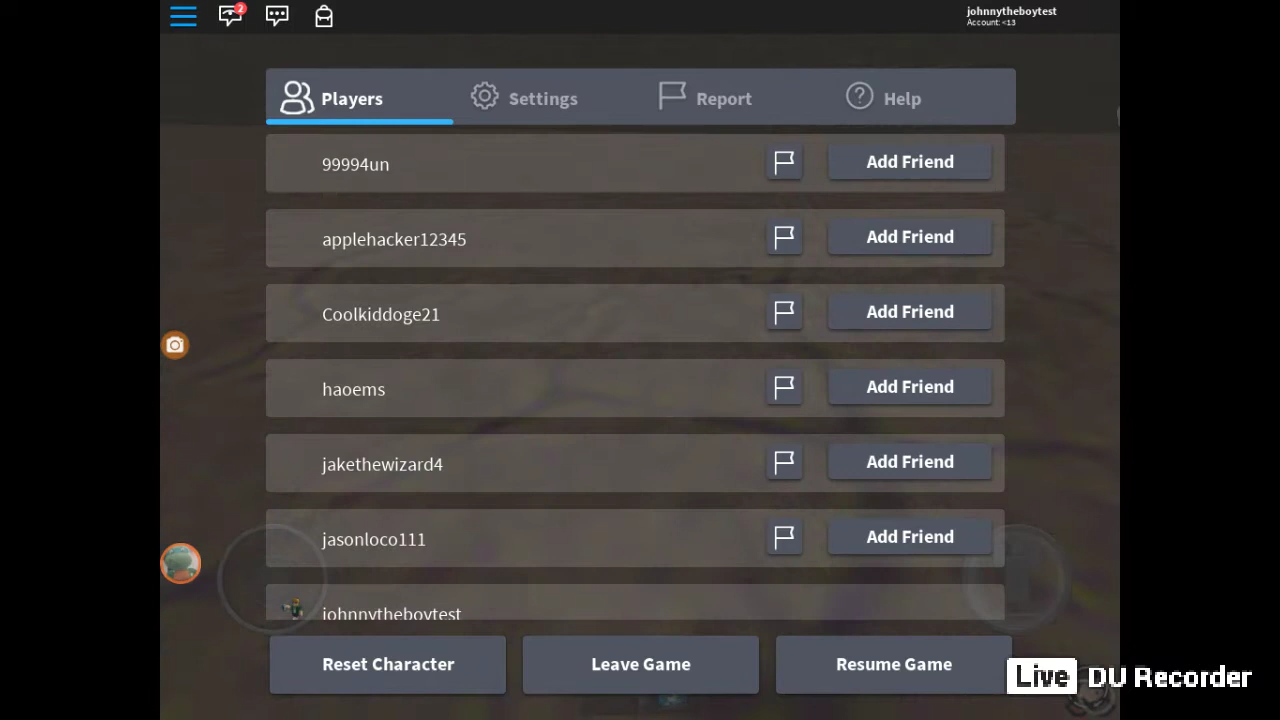 2
johnnytheboytest
Account: <13
Players
Settings
Report
Help
99994un
Add Friend
applehacker12345
Add Friend
Coolkiddoge21
Add Friend
haoems
Add Friend
jakethewizard4
Add Friend
jasonloco111
Add Friend
johnnytheboytest
Reset Character
Leave Game
Resume Game
Live DU Recorder